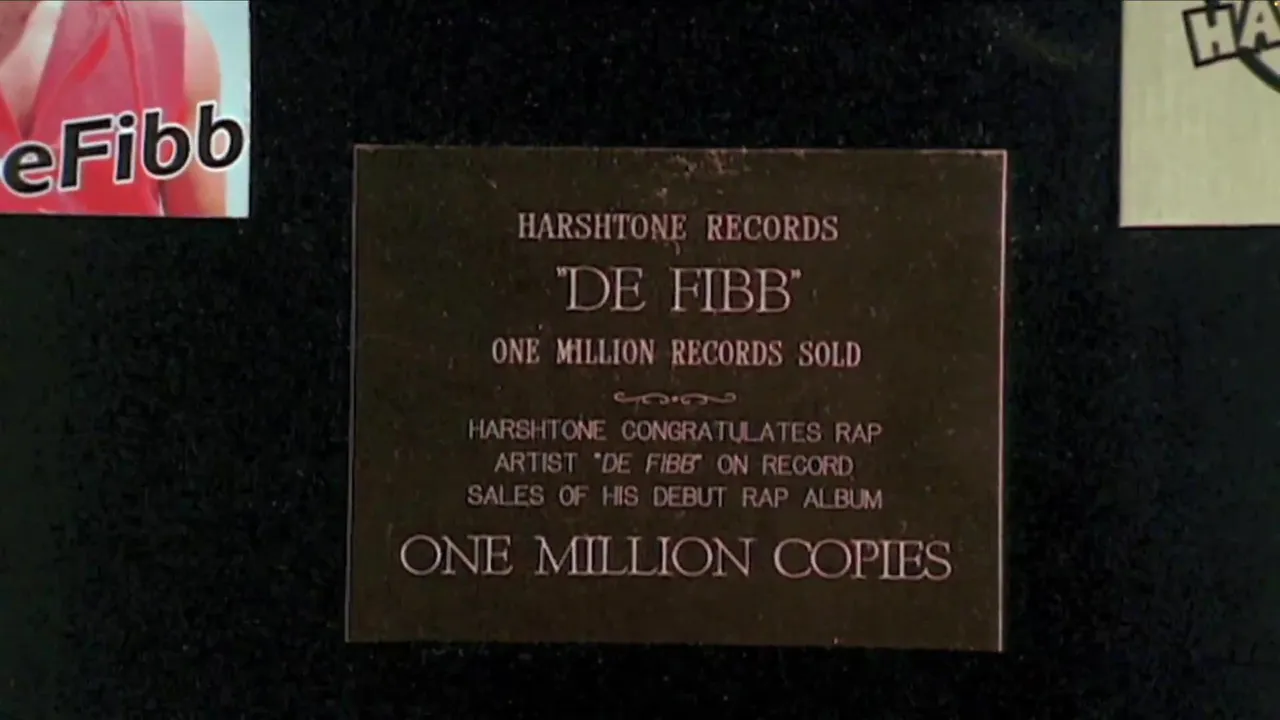 eFibb
HA
HARSHTONE RECORDS
"DE FIBB"
ONE MILLION RECORDS SOLD
HARSHTONE CONGRATULATES RAP
ARTIST "DE FIBB" ON RECORD
SALES OF HIS DEBUT RAP ALBUM
ONE MILLION COPIES